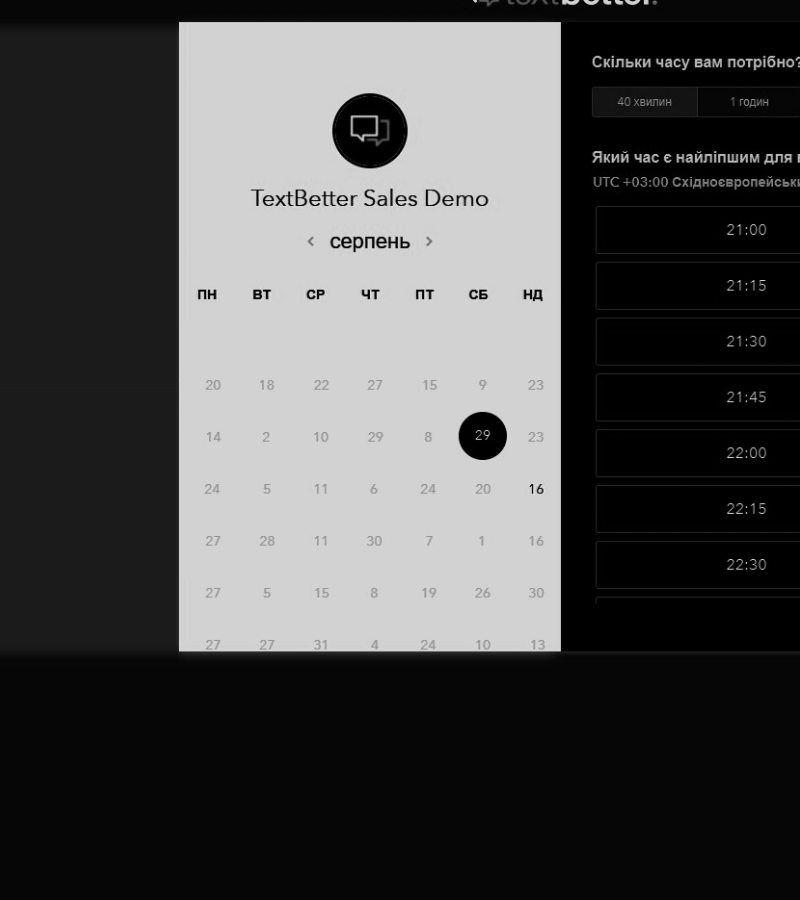 textbetter.
TextBetter Sales Demo
серпень
ПН ВТ СР ЧТ ПТ СБ НД
20 18 22 27 15 9 23
14 2 10 29 8 29 23
24 5 11 6 24 20 16
27 28 11 30 7 1 16
27 5 15 8 19 26 30
27 27 31 4 24 10 13
Скільки часу вам потрібно?
40 хвилин 1 годин
Який час є найліпшим для
UTC +03:00 Східноєвропейськ
21:00
21:15
21:30
21:45
22:00
22:15
22:30